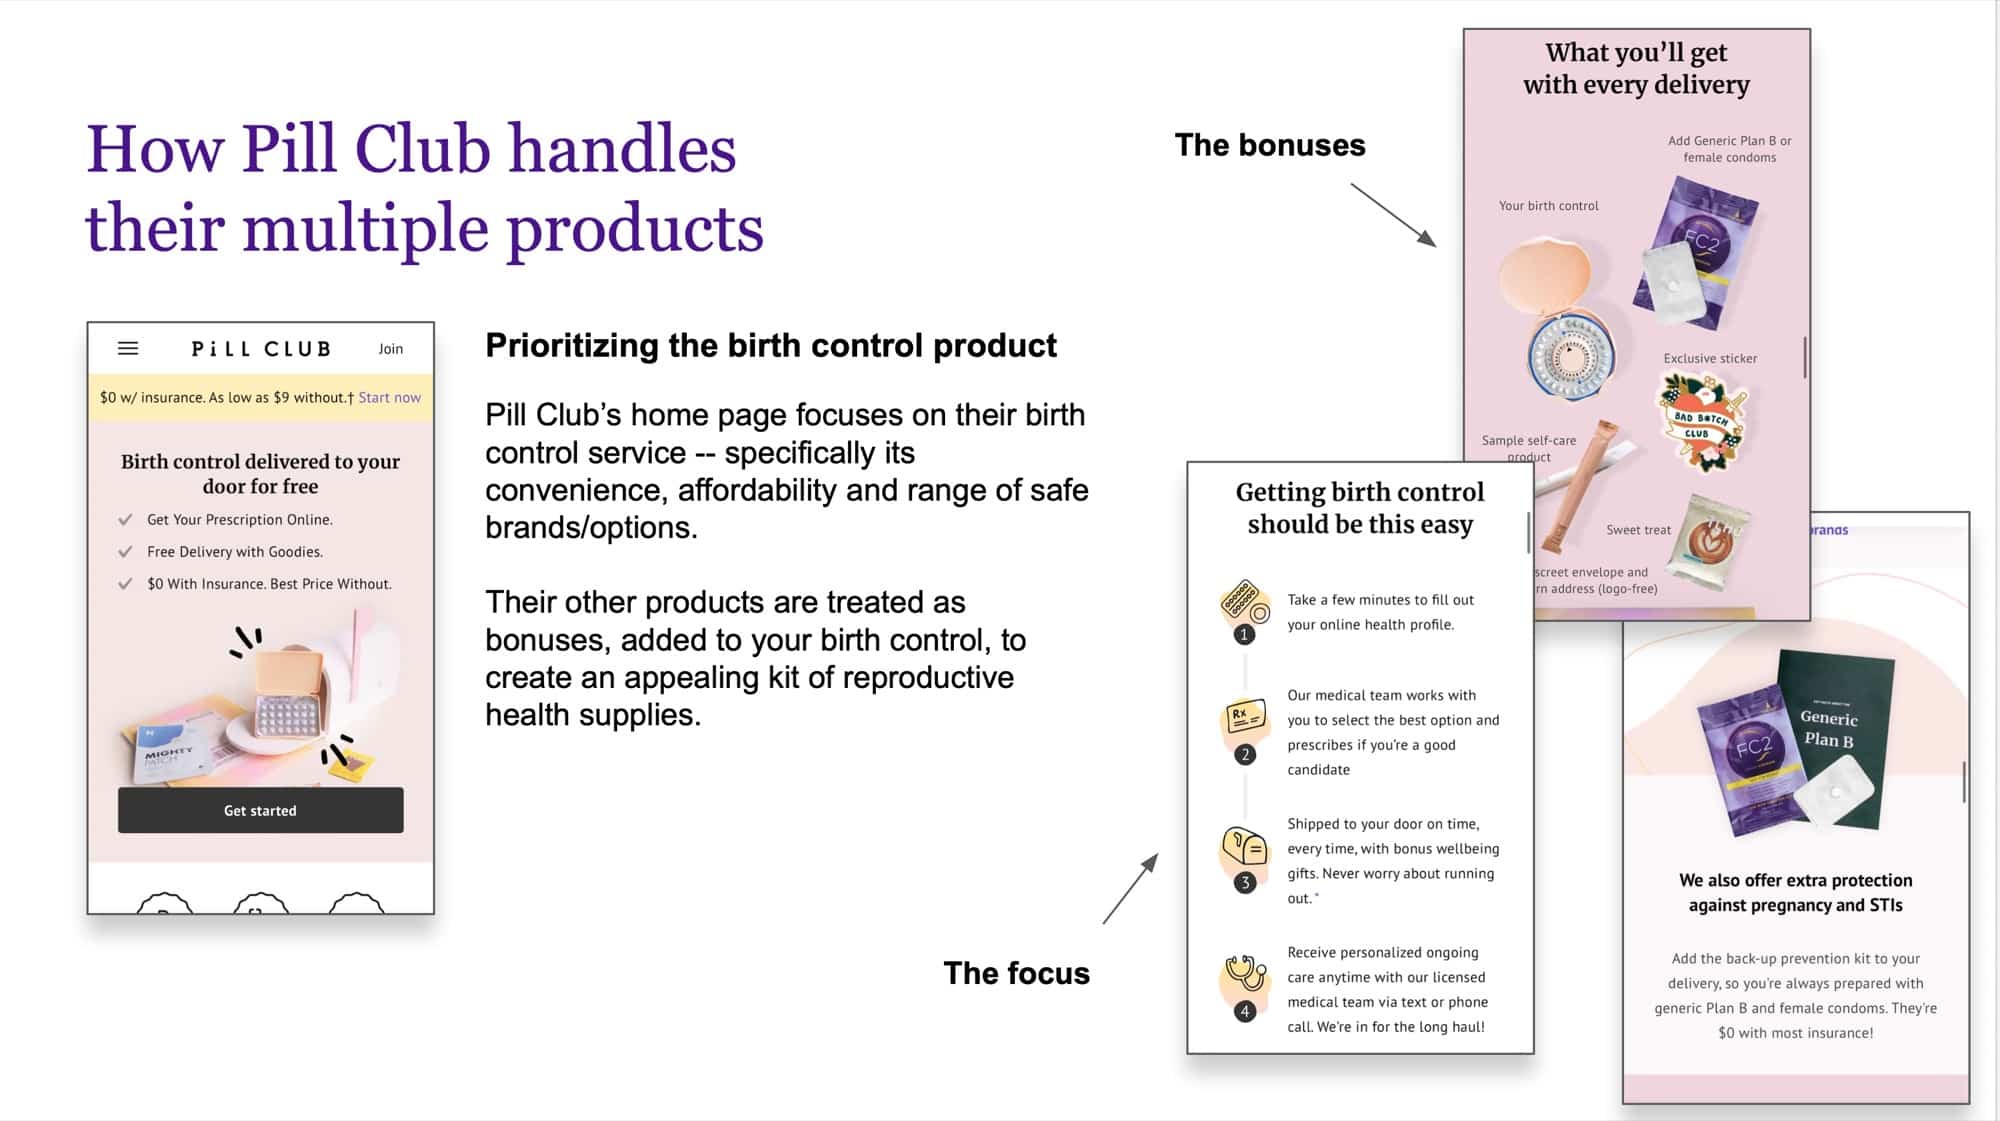 How Pill Club handles
their multiple products
PiLL CLUB
Join
$0 w/ insurance. As low as $9 without.† Start now
Birth control delivered to your
door for free
Get Your Prescription Online.
Free Delivery with Goodies.
$0 With Insurance. Best Price Without.
MIGHTY
PATCH
Get started
Prioritizing the birth control product
Pill Club’s home page focuses on their birth
control service -- specifically its
convenience, affordability and range of safe
brands/options.
Their other products are treated as
bonuses, added to your birth control, to
create an appealing kit of reproductive
health supplies.
The bonuses
The focus
What you’ll get
with every delivery
Add Generic Plan B or
female condoms
Your birth control
FC2
Exclusive sticker
BAD B*TCH
CLUB
Sample self-care
product
Sweet treat
screet envelope and
rn address (logo-free)
Getting birth control
should be this easy
1
Take a few minutes to fill out
your online health profile.
Rx
2
Our medical team works with
you to select the best option and
prescribes if you're a good
candidate
3
Shipped to your door on time,
every time, with bonus wellbeing
gifts. Never worry about running
out. *
4
Receive personalized ongoing
care anytime with our licensed
medical team via text or phone
call. We're in for the long haul!
rands
FC2
Generic
Plan B
We also offer extra protection
against pregnancy and STIs
Add the back-up prevention kit to your
delivery, so you're always prepared with
generic Plan B and female condoms. They're
$0 with most insurance!